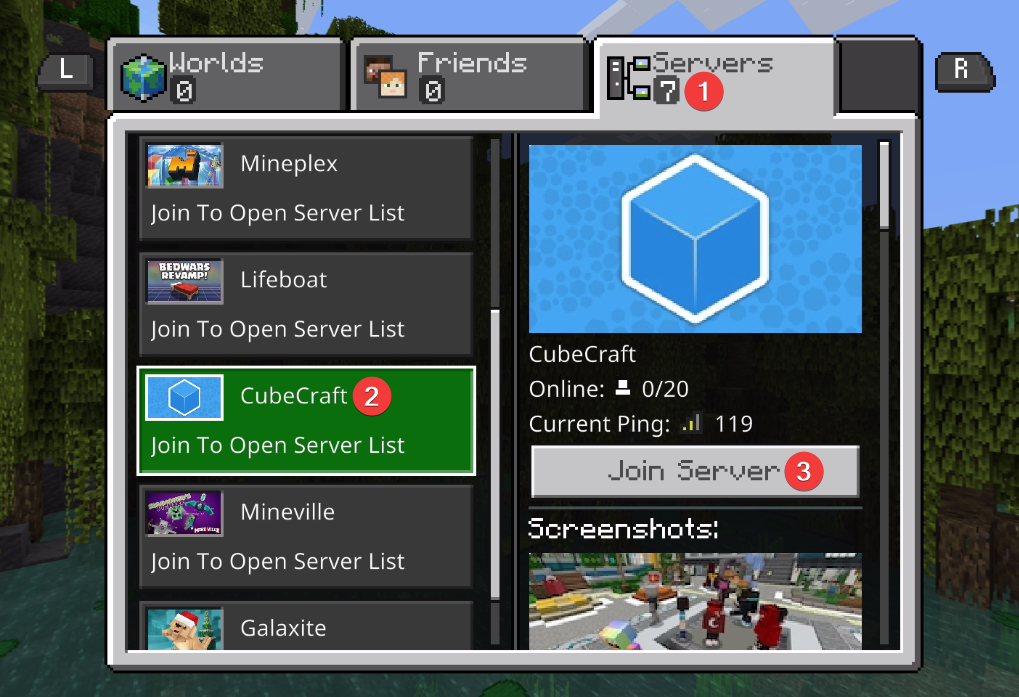 L
Worlds
0
Friends
0
Servers
7
1
R
Mineplex
Join To Open Server List
BEDWARS
REVAMP!
Lifeboat
Join To Open Server List
CubeCraft
2
Join To Open Server List
Mineville
Join To Open Server List
Galaxite
CubeCraft
Online: 0/20
Current Ping: 119
Join Server
3
Screenshots: